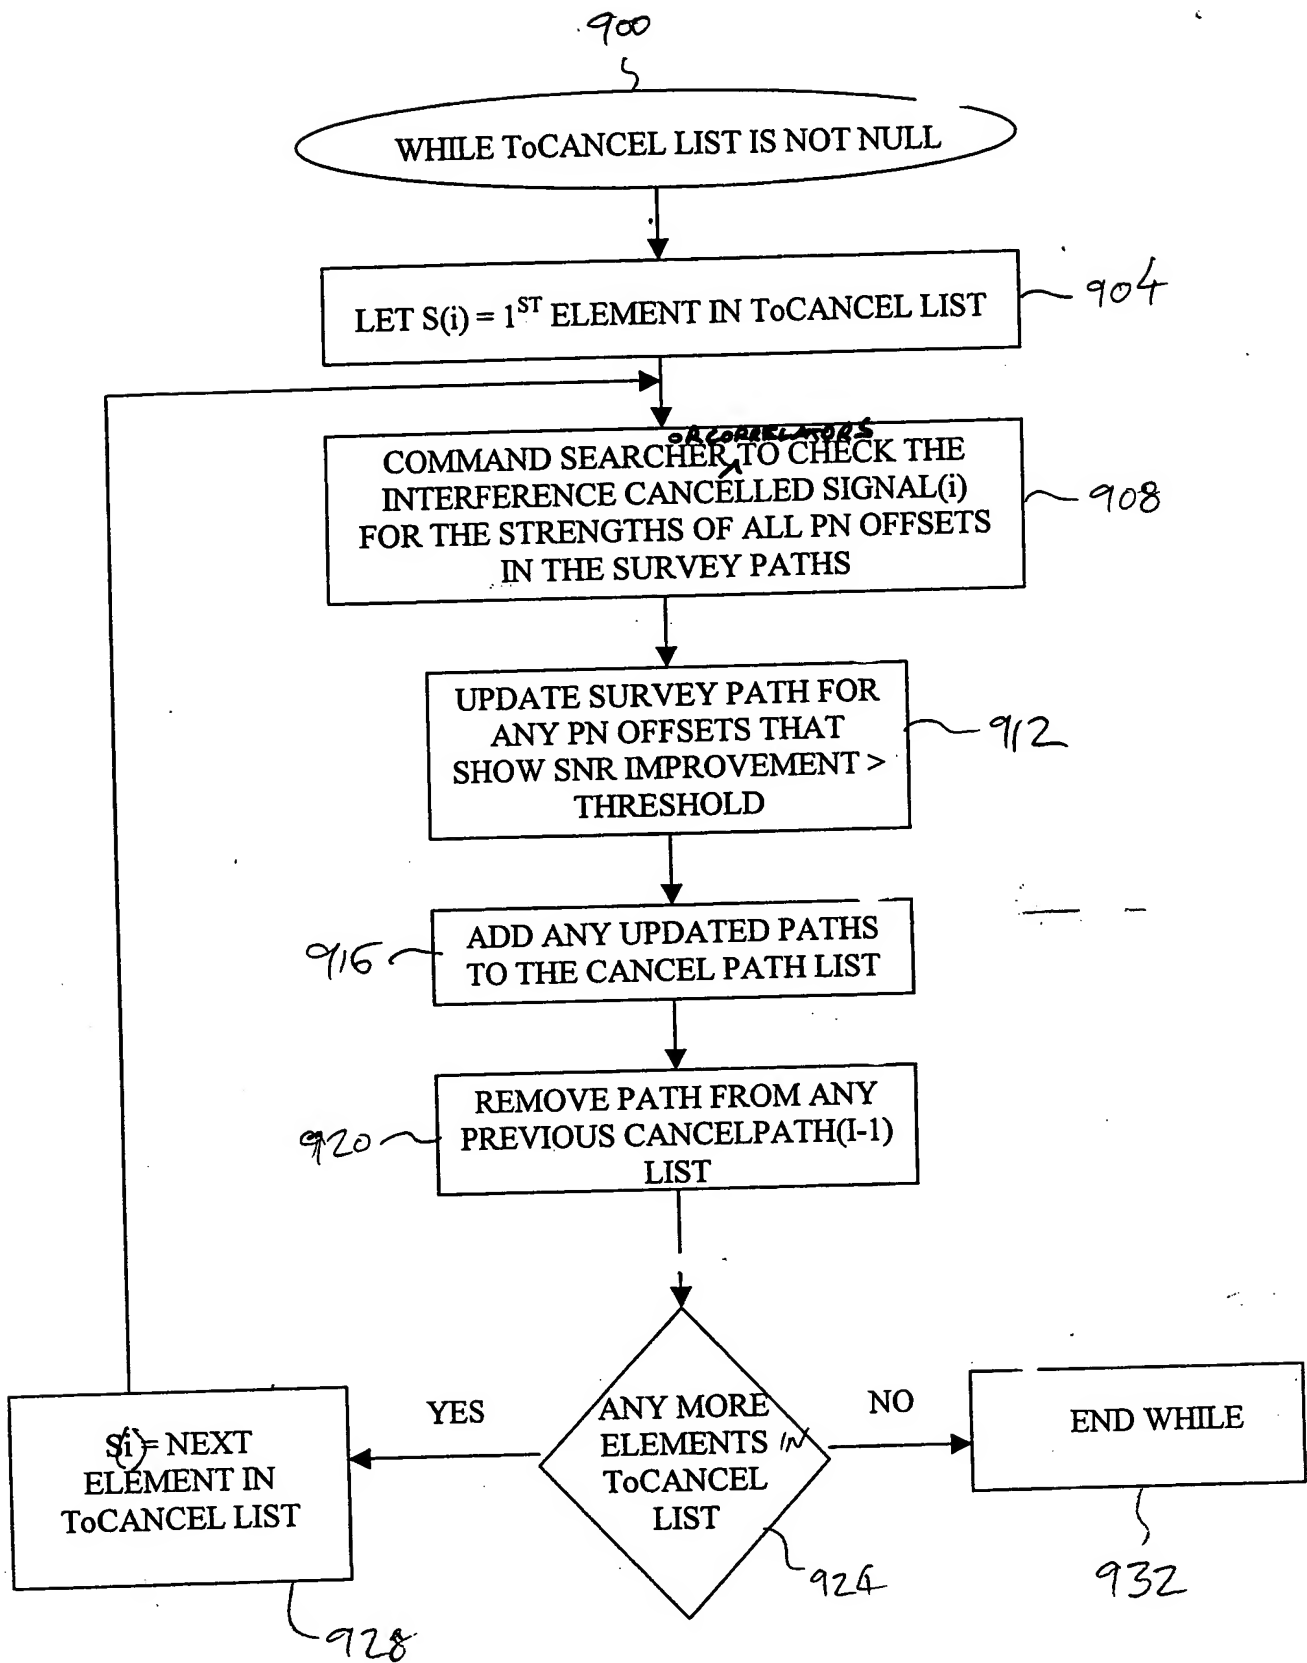 900
WHILE ToCANCEL LIST IS NOT NULL
LET S(i) = 1ST ELEMENT IN ToCANCEL LIST
904
OR CORRELATORS
COMMAND SEARCHER TO CHECK THE
INTERFERENCE CANCELLED SIGNAL(i)
FOR THE STRENGTHS OF ALL PN OFFSETS
IN THE SURVEY PATHS
908
UPDATE SURVEY PATH FOR
ANY PN OFFSETS THAT
SHOW SNR IMPROVEMENT >
THRESHOLD
912
ADD ANY UPDATED PATHS
TO THE CANCEL PATH LIST
916
REMOVE PATH FROM ANY
PREVIOUS CANCELPATH(I-1)
LIST
920
ANY MORE
ELEMENTS IN
ToCANCEL
LIST
924
YES
NO
S(i) = NEXT
ELEMENT IN
ToCANCEL LIST
928
END WHILE
932